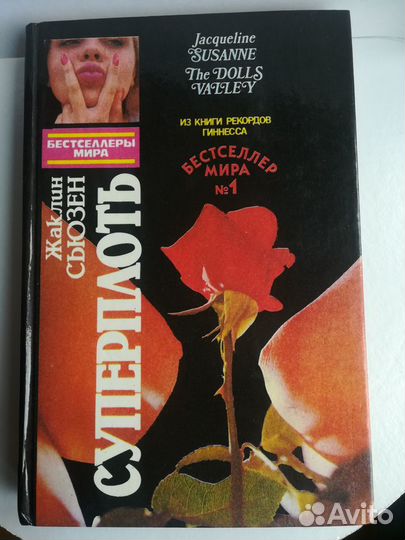 Jacqueline
SUSANNE
The DOLLS
VALLEY
ИЗ КНИГИ РЕКОРДОВ
ГИННЕССА
БЕСТСЕЛЛЕР
МИРА
№1
БЕСТСЕЛЛЕРЫ
МИРА
Жаклин
СЬЮЗЕН
СУПЕРПЛОТЬ
Avito